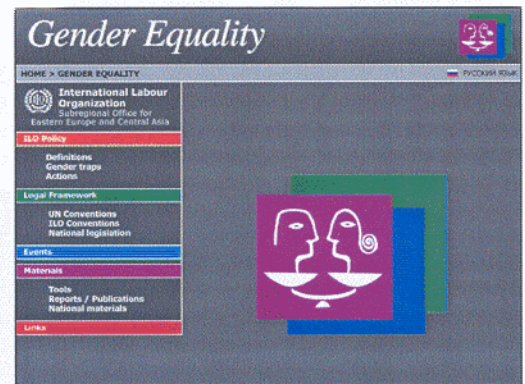 Gender Equality
HOME > GENDER EQUALITY
РУССКИЙ ЯЗЫК
International Labour
Organization
Subregional Office for
Eastern Europe and Central Asia
ILO Policy
Definitions
Gender traps
Actions
Legal Framework
UN Conventions
ILO Conventions
National legislation
Events
Materials
Tools
Reports / Publications
National materials
Links